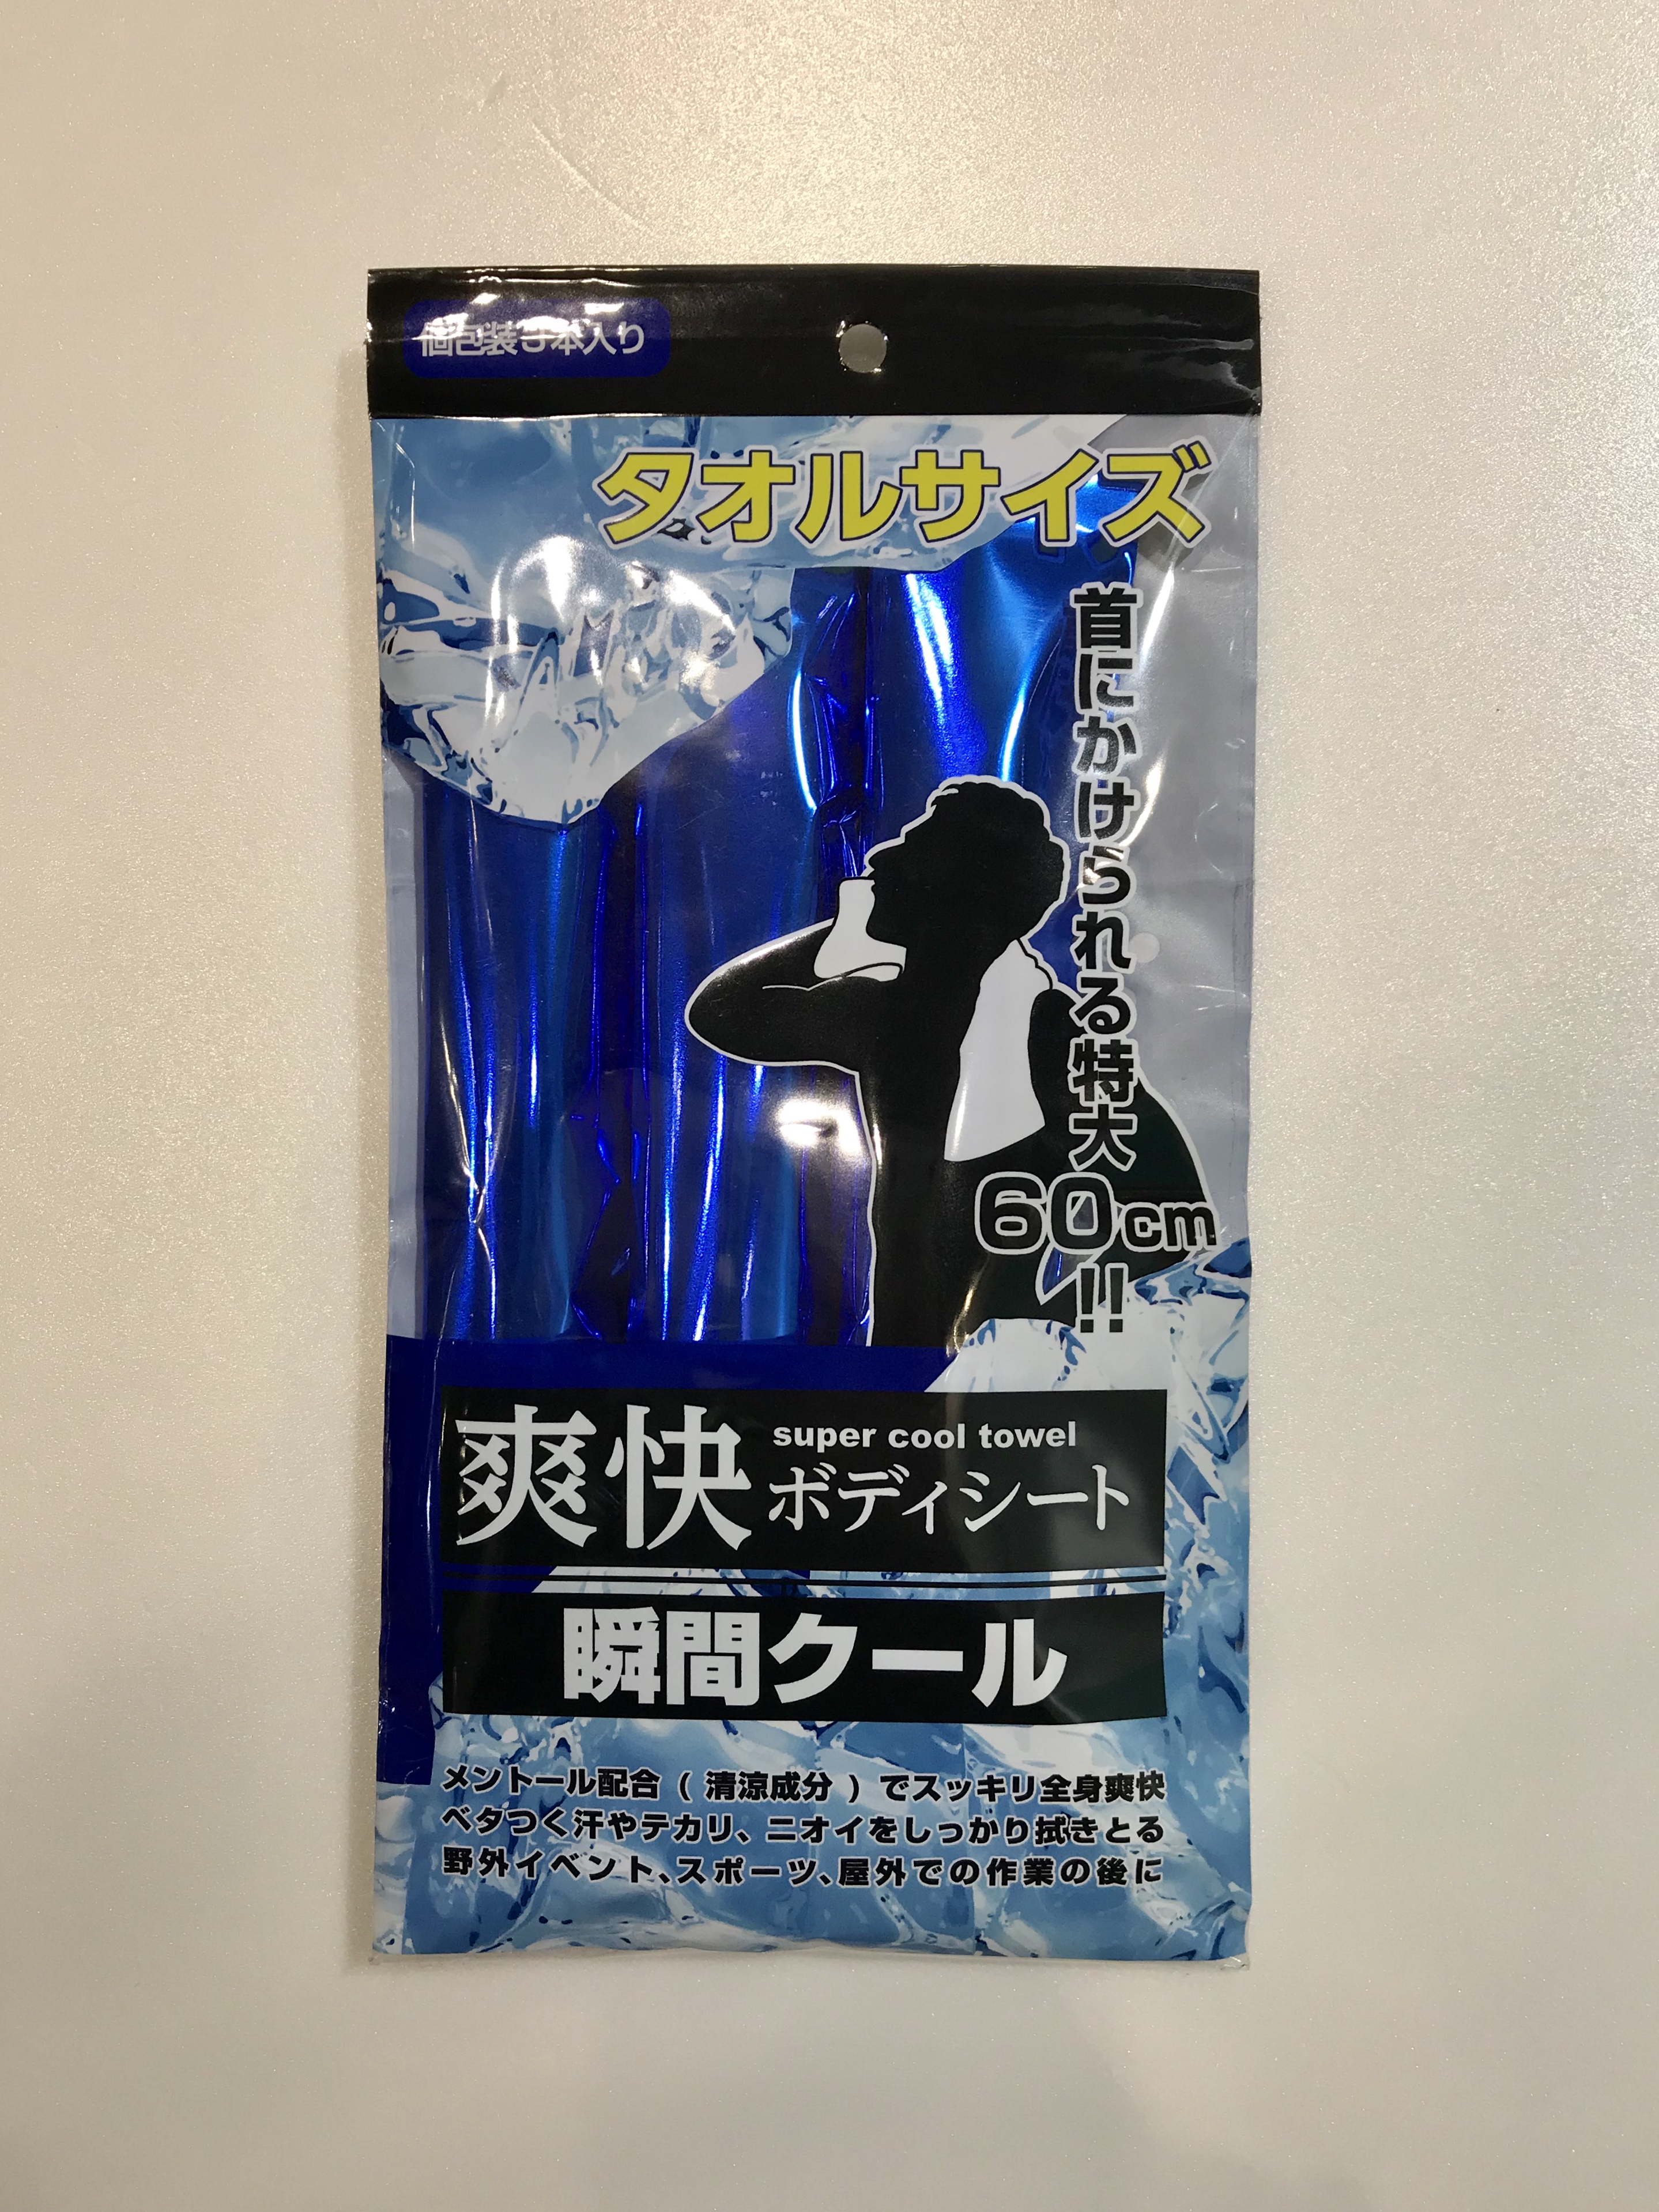 個包装3本入り
タオルサイズ
首にかけられる特大
60cm
!!
爽快
super cool towel
ボディシート
瞬間クール
メントール配合 ( 清涼成分 ) でスッキリ全身爽快
ベタつく汗やテカリ、ニオイをしっかり拭きとる
野外イベント､スポーツ､屋外での作業の後に